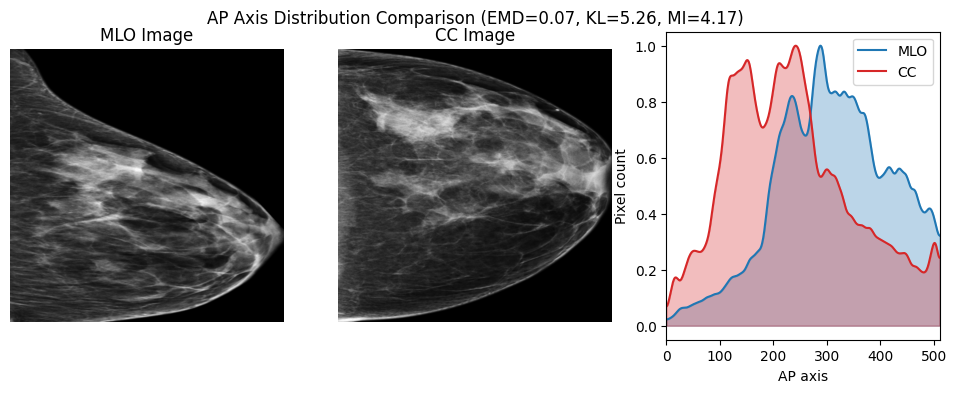 AP Axis Distribution Comparison (EMD=0.07, KL=5.26, MI=4.17)
MLO Image
CC Image
MLO
CC
Pixel count
1.0
0.8
0.6
0.4
0.2
0.0
0 100 200 300 400 500
AP axis